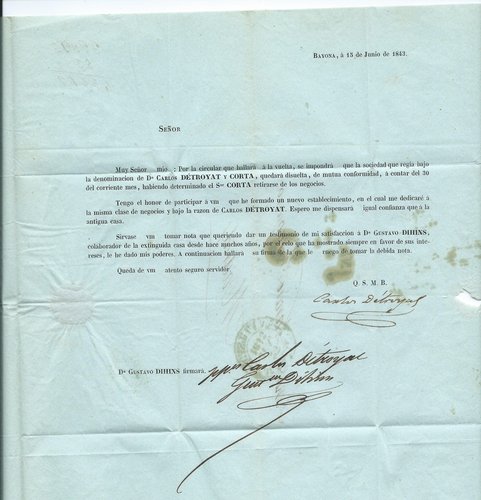 Bayona, à 15 de Junio de 1843.
Señor
Muy Señor mio : Por la circular que hallará à la vuelta, se impondrá que la sociedad que regia bajo
la denominacion de Dn Carlos DÉTROYAT y CORTA, quedará disuelta, de mutua conformidad, à contar del 30
del corriente mes, habiendo determinado el Sor CORTA retirarse de los negocios.
Tengo el honor de participar à vm que he formado un nuevo establecimiento, en el cual me dedicaré à
la misma clase de negocios y bajo la razon de Carlos DÉTROYAT. Espero me dispensará igual confianza que à la
antigua casa.
Sirvase vm tomar nota que queriendo dar un testimonio de mi satisfaccion à Dn Gustavo DIHINS,
colaborador de la extinguida casa desde hace muchos años, por el celo que ha mostrado siempre en favor de sus inte-
reses, le he dado mis poderes. A continuacion hallará su firma de la que le ruego de tomar la debida nota.
Queda de vm atento seguro servidor.
Q. S. M. B.
Carlos Détroyat
Dn Gustavo DIHINS firmará,
ppon Carlos Détroyat
Gustavo Dihins